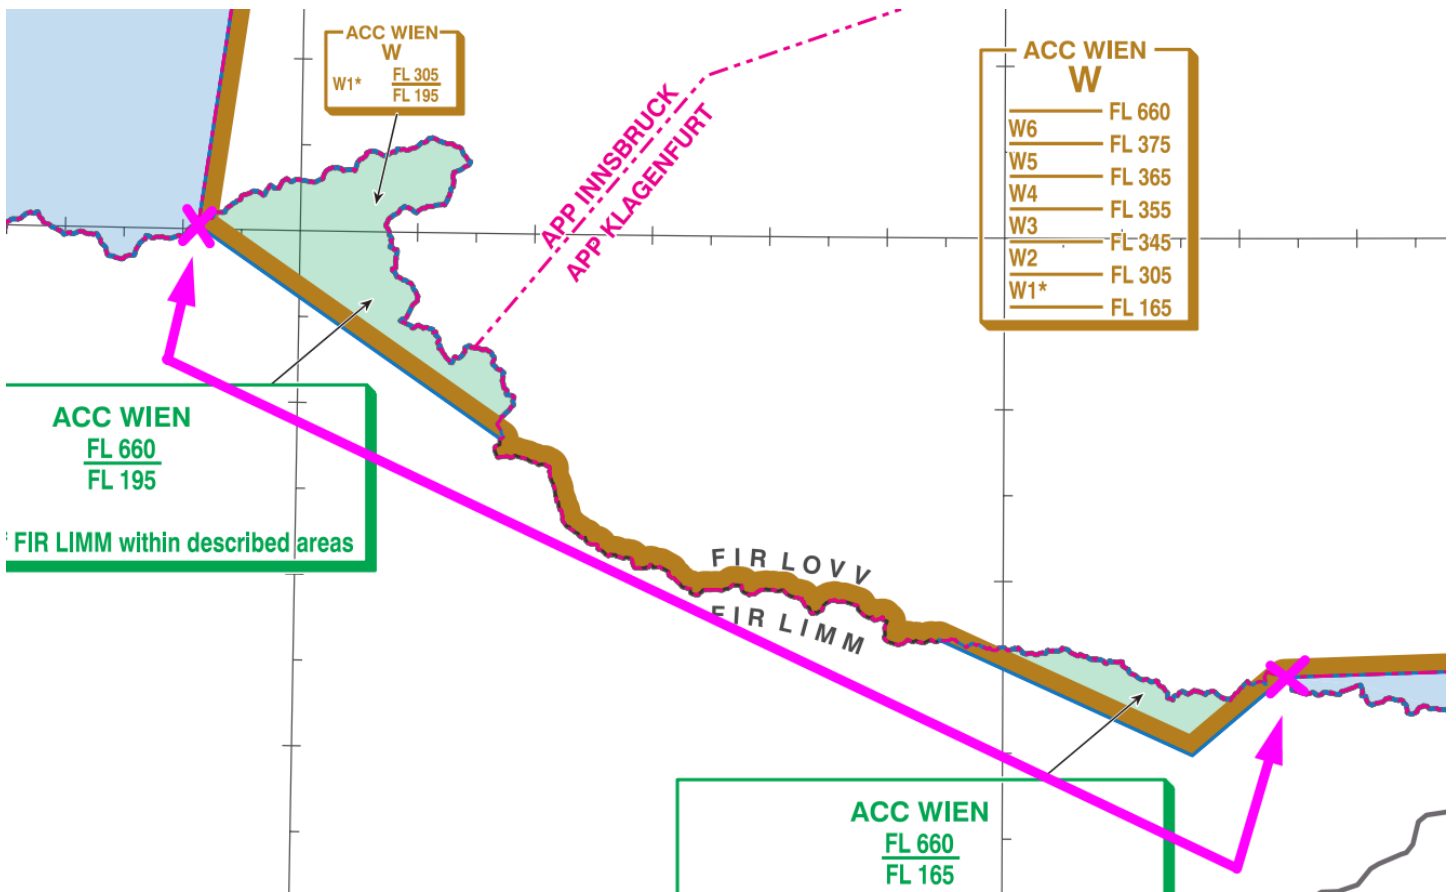 ACC WIEN
W
W1*
FL 305
FL 195
APP INNSBRUCK
APP KLAGENFURT
ACC WIEN
W
FL 660
W6
FL 375
W5
FL 365
W4
FL 355
W3
FL 345
W2
FL 305
W1*
FL 165
ACC WIEN
FL 660
FL 195
FIR LIMM within described areas
FIR LOVV
FIR LIMM
ACC WIEN
FL 660
FL 165